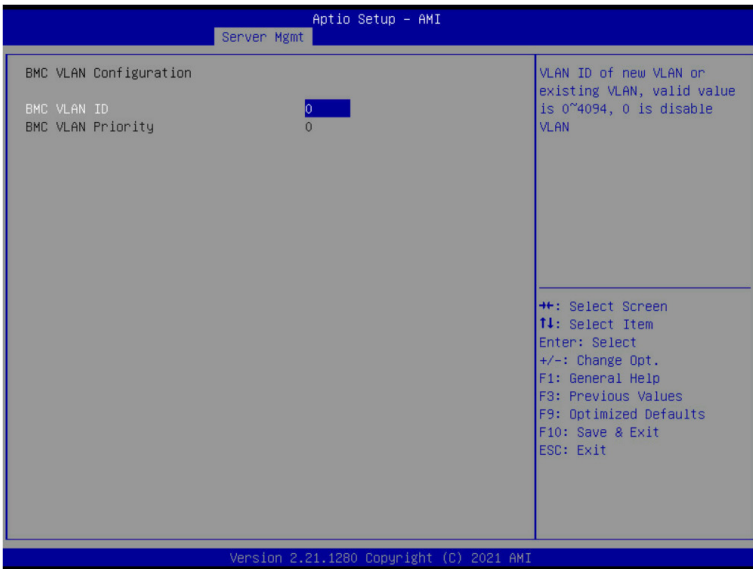 Aptio Setup – AMI
Server Mgmt
BMC VLAN Configuration
BMC VLAN ID 0
BMC VLAN Priority 0
VLAN ID of new VLAN or
existing VLAN, valid value
is 0~4094, 0 is disable
VLAN
→←: Select Screen
↑↓: Select Item
Enter: Select
+/-: Change Opt.
F1: General Help
F3: Previous Values
F9: Optimized Defaults
F10: Save & Exit
ESC: Exit
Version 2.21.1280 Copyright (C) 2021 AMI